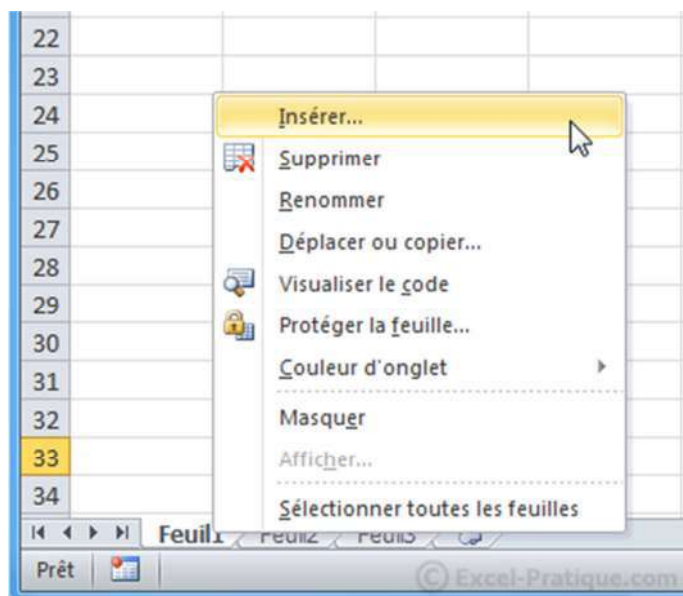 22
23
24
Insérer...
25
Supprimer
26
Renommer
27
Déplacer ou copier...
28
Visualiser le code
29
Protéger la feuille...
30
31
Couleur d'onglet
32
Masquer
33
Afficher...
34
Sélectionner toutes les feuilles
Feuil1 Feuil2 Feuil3
Prêt
© Excel-Pratique.com